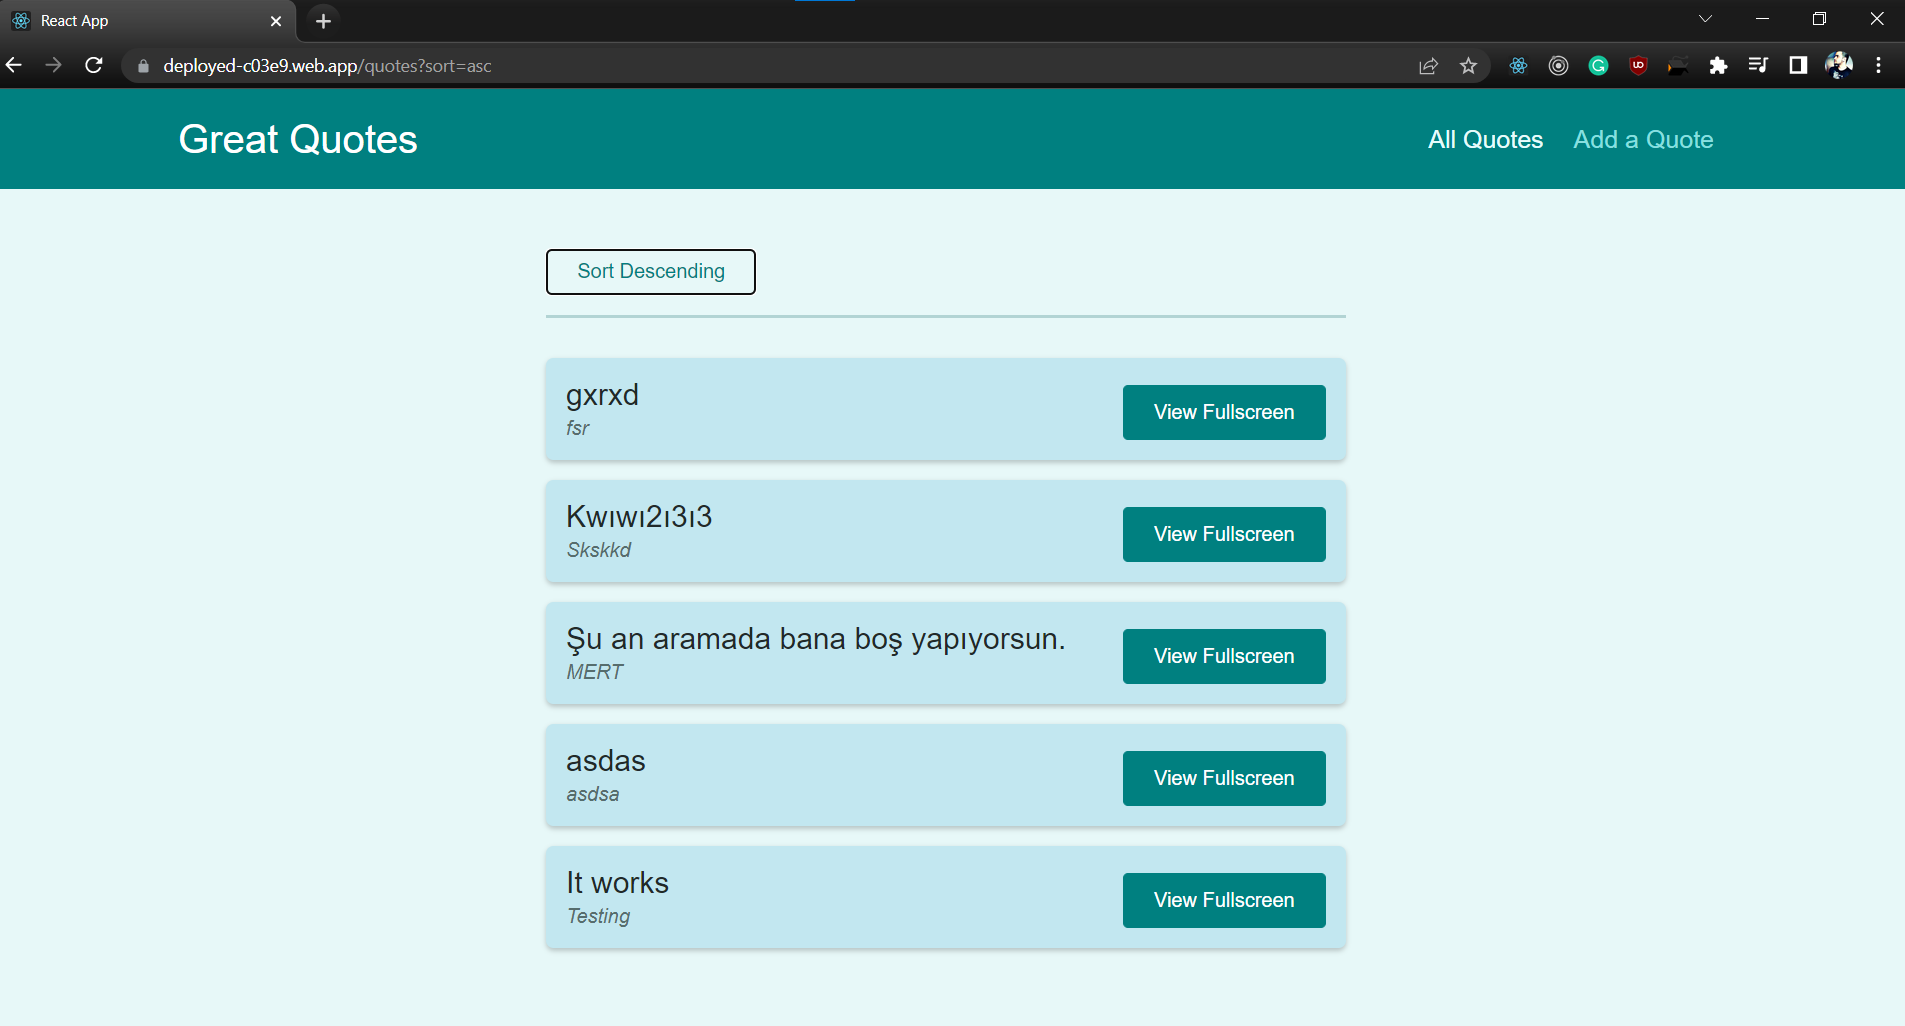 React App
deployed-c03e9.web.app/quotes?sort=asc
Great Quotes
All Quotes
Add a Quote
Sort Descending
gxrxd
fsr
View Fullscreen
Kwıwı2ı3ı3
Skskkd
View Fullscreen
Şu an aramada bana boş yapıyorsun.
MERT
View Fullscreen
asdas
asdsa
View Fullscreen
It works
Testing
View Fullscreen